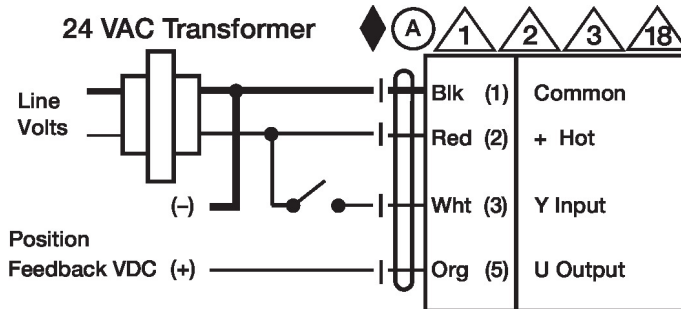 24 VAC Transformer
A 1 2 3 18
Line
Volts
Blk (1) Common
Red (2) + Hot
(–) Wht (3) Y Input
Position
Feedback VDC (+) Org (5) U Output